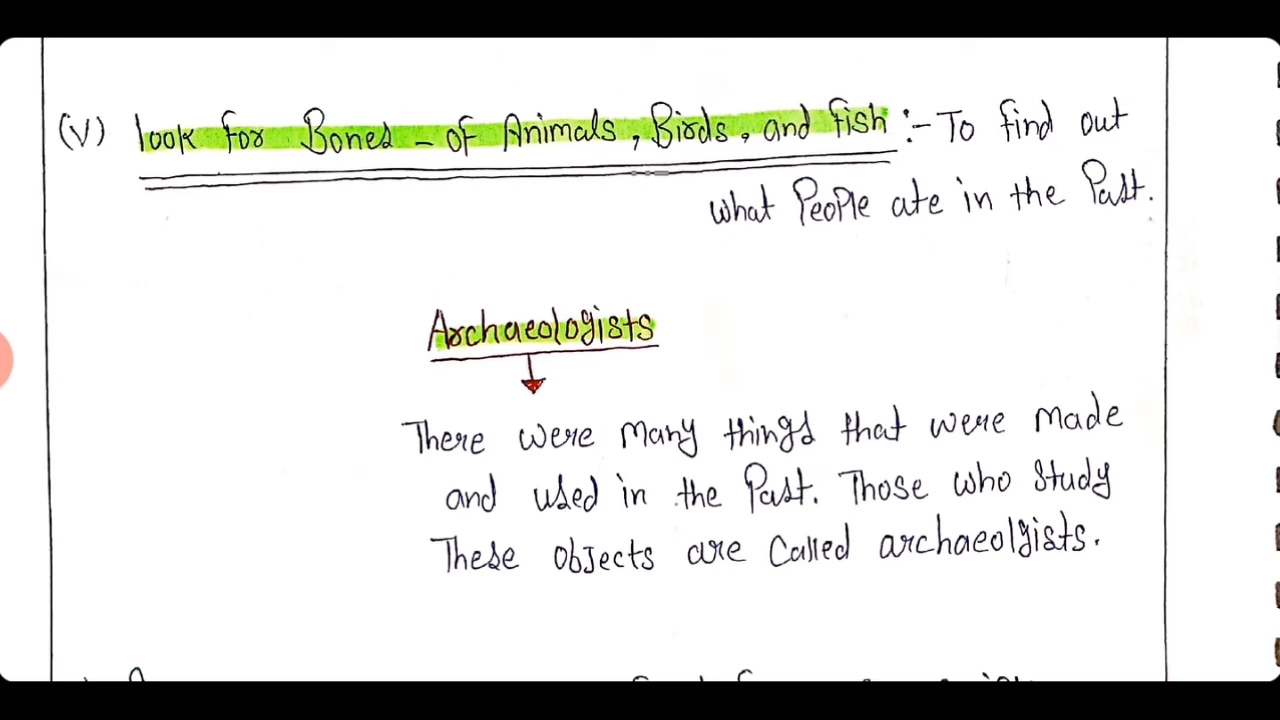 (V) look for Bones - of Animals, Birds, and fish :- To find out
what People ate in the Past.
Archaeologists
There were many things that were made
and used in the Past. Those who study
These objects are called archaeolgists.